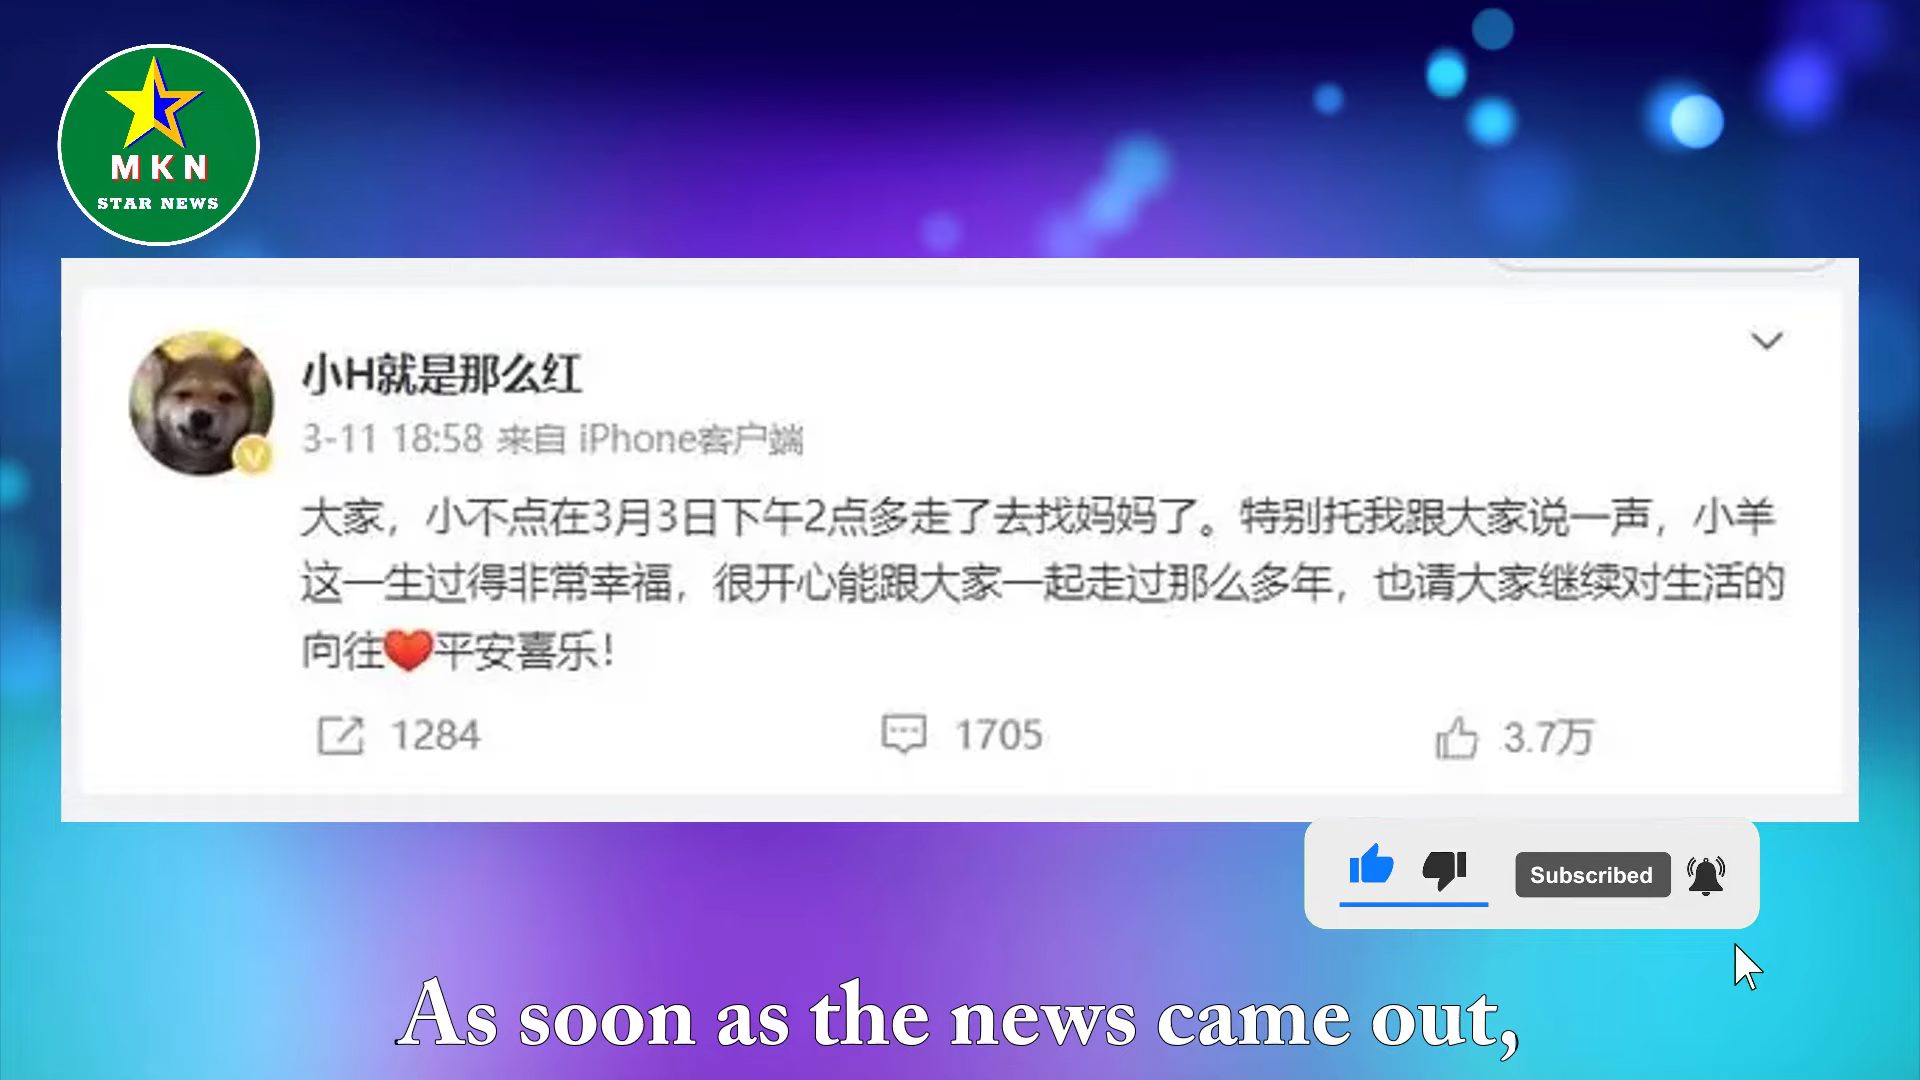 MKN
STAR NEWS
小H就是那么红
3-11 18:58 来自 iPhone客户端
大家，小不点在3月3日下午2点多走了去找妈妈了。特别托我跟大家说一声，小羊
这一生过得非常幸福，很开心能跟大家一起走过那么多年，也请大家继续对生活的
向往❤️平安喜乐！
1284
1705
3.7万
Subscribed
As soon as the news came out,